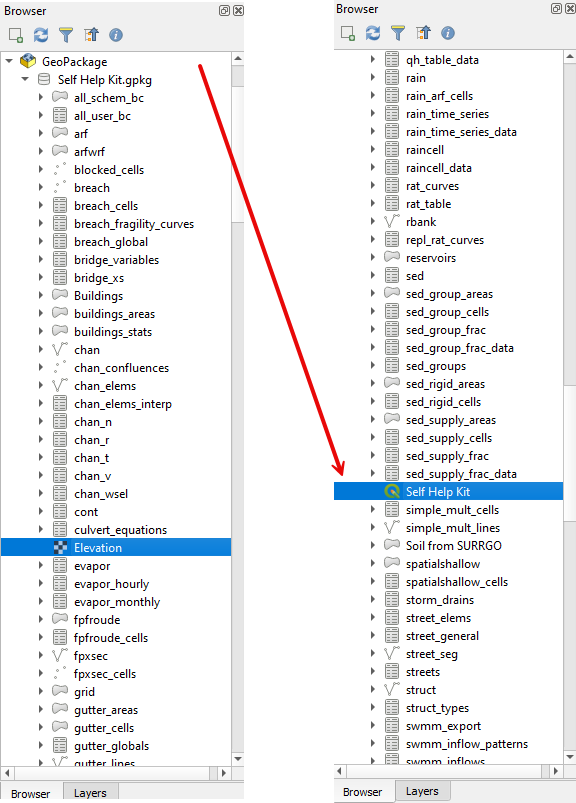 Browser
GeoPackage
Self Help Kit.gpkg
all_schem_bc
all_user_bc
arf
arfwrf
blocked_cells
breach
breach_cells
breach_fragility_curves
breach_global
bridge_variables
bridge_xs
Buildings
buildings_areas
buildings_stats
chan
chan_confluences
chan_elems
chan_elems_interp
chan_n
chan_r
chan_t
chan_v
chan_wsel
cont
culvert_equations
Elevation
evapor
evapor_hourly
evapor_monthly
fpfroude
fpfroude_cells
fpxsec
fpxsec_cells
grid
gutter_areas
gutter_cells
gutter_globals
gutter_lines
Browser
Layers
Browser
qh_table_data
rain
rain_arf_cells
rain_time_series
rain_time_series_data
raincell
raincell_data
rat_curves
rat_table
rbank
repl_rat_curves
reservoirs
sed
sed_group_areas
sed_group_cells
sed_group_frac
sed_group_frac_data
sed_groups
sed_rigid_areas
sed_rigid_cells
sed_supply_areas
sed_supply_cells
sed_supply_frac
sed_supply_frac_data
Self Help Kit
simple_mult_cells
simple_mult_lines
Soil from SURRGO
spatialshallow
spatialshallow_cells
storm_drains
street_elems
street_general
street_seg
streets
struct
struct_types
swmm_export
swmm_inflow_patterns
swmm_inflows
Browser
Layers